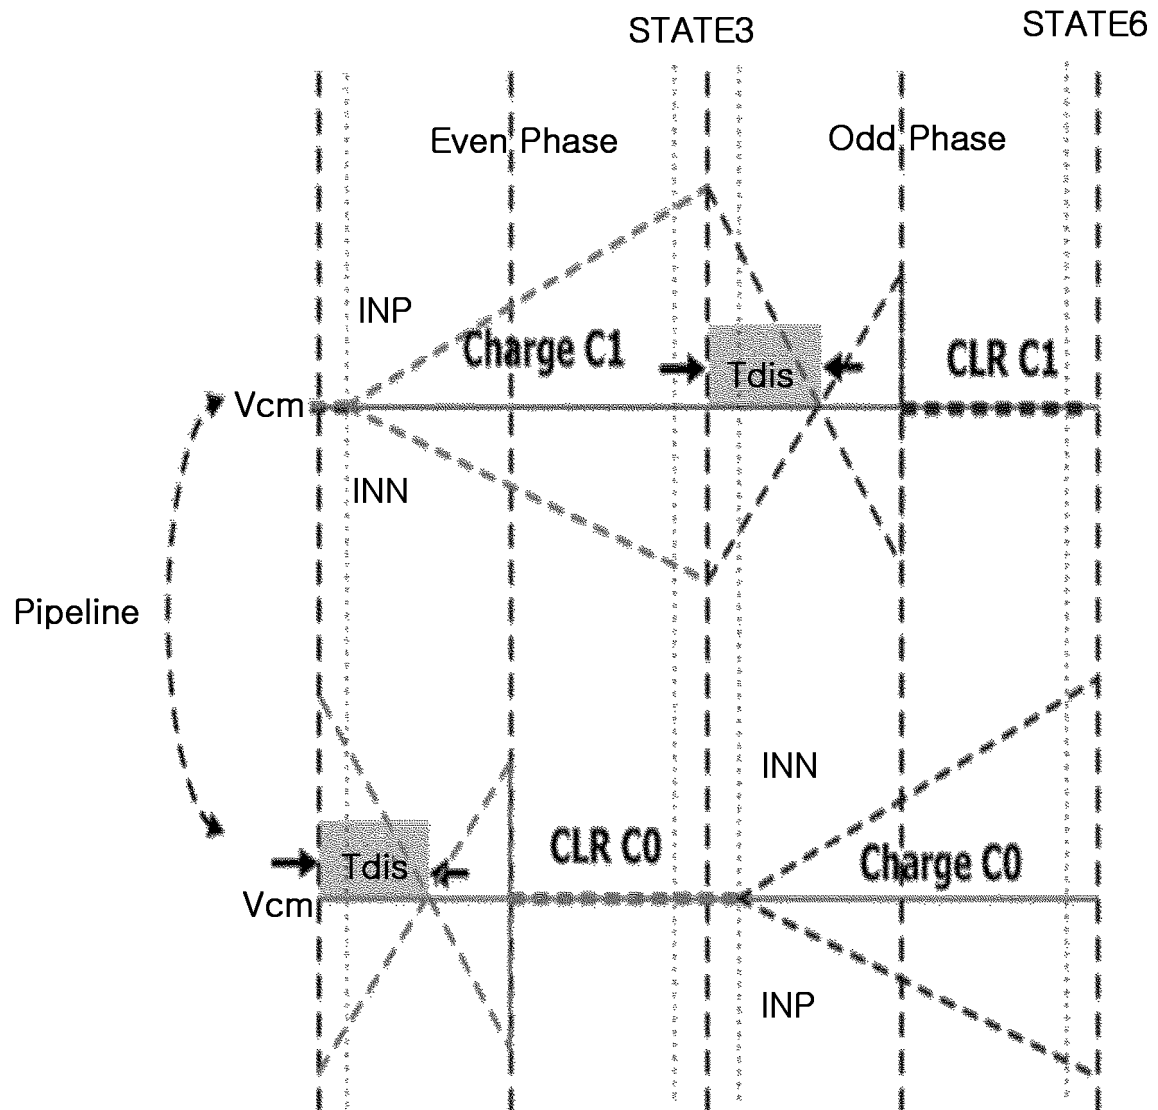 STATE3
STATE6
Even Phase
Odd Phase
INP
Charge C1
Tdis
CLR C1
Vcm
INN
Pipeline
INN
CLR C0
Charge C0
Tdis
Vcm
INP